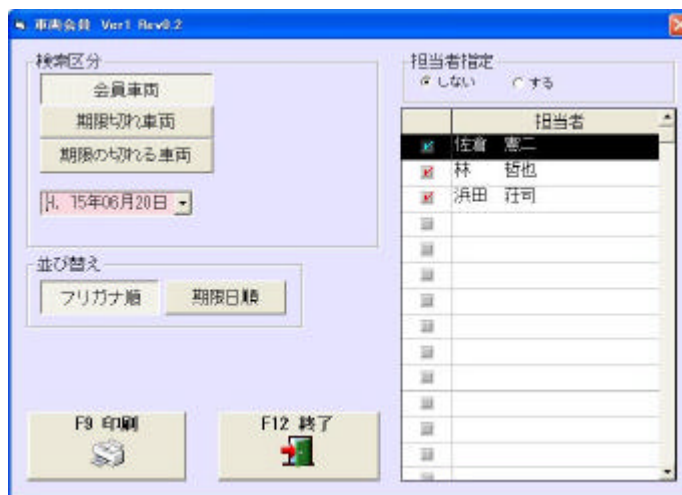 車両会員 Ver1 Rev0.2
検索区分
会員車両
期限切れ車両
期限の切れる車両
H. 15年06月20日
並び替え
フリガナ順
期限日順
F9 印刷
F12 終了
担当者指定
しない する
担当者
佐倉 憲二
林 哲也
浜田 荘司